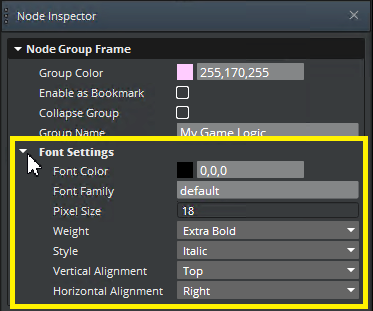 Node Inspector
Node Group Frame
Group Color 255,170,255
Enable as Bookmark
Collapse Group
Group Name My Game Logic
Font Settings
Font Color 0,0,0
Font Family default
Pixel Size 18
Weight Extra Bold
Style Italic
Vertical Alignment Top
Horizontal Alignment Right